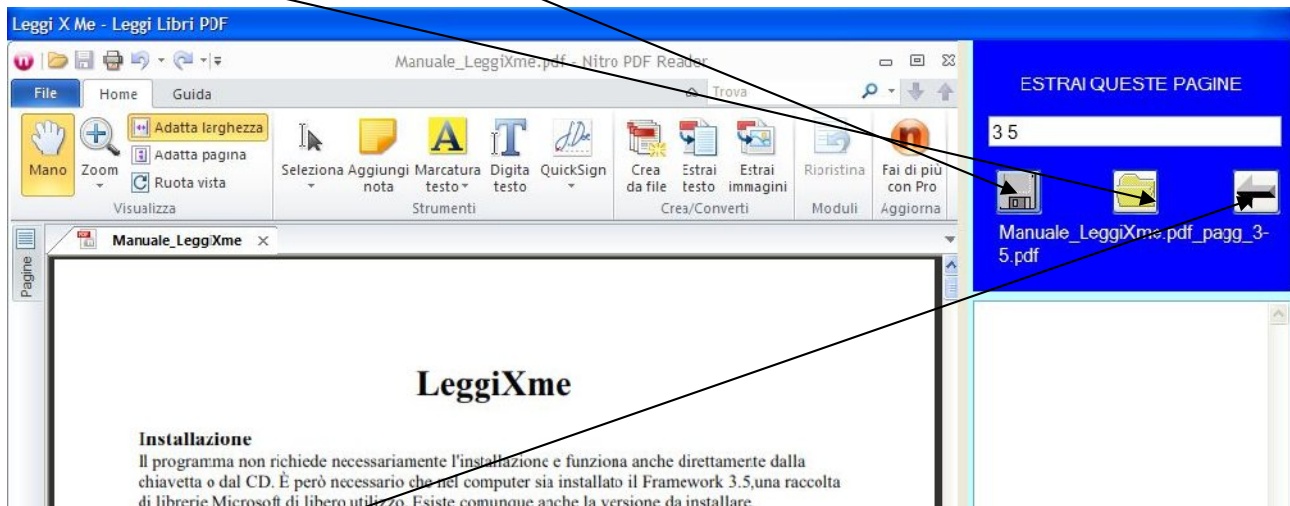 Leggi X Me - Leggi Libri PDF
Manuale_LeggiXme.pdf - Nitro PDF Reader
File Home Guida Trova
Mano
Zoom
Adatta larghezza
Adatta pagina
Ruota vista
Visualizza
Seleziona
Aggiungi nota
Marcatura testo
Digita testo
QuickSign
Strumenti
Crea da file
Estrai testo
Estrai immagini
Crea/Converti
Ripristina
Moduli
Fai di più con Pro
Aggiorna
Pagine
Manuale_LeggiXme
LeggiXme
Installazione
Il programma non richiede necessariamente l'installazione e funziona anche direttamente dalla
chiavetta o dal CD. È però necessario che nel computer sia installato il Framework 3.5,una raccolta
di librerie Microsoft di libero utilizzo. Esiste comunque anche la versione da installare.
ESTRAI QUESTE PAGINE
3 5
Manuale_LeggiXme.pdf_pagg_3-
5.pdf